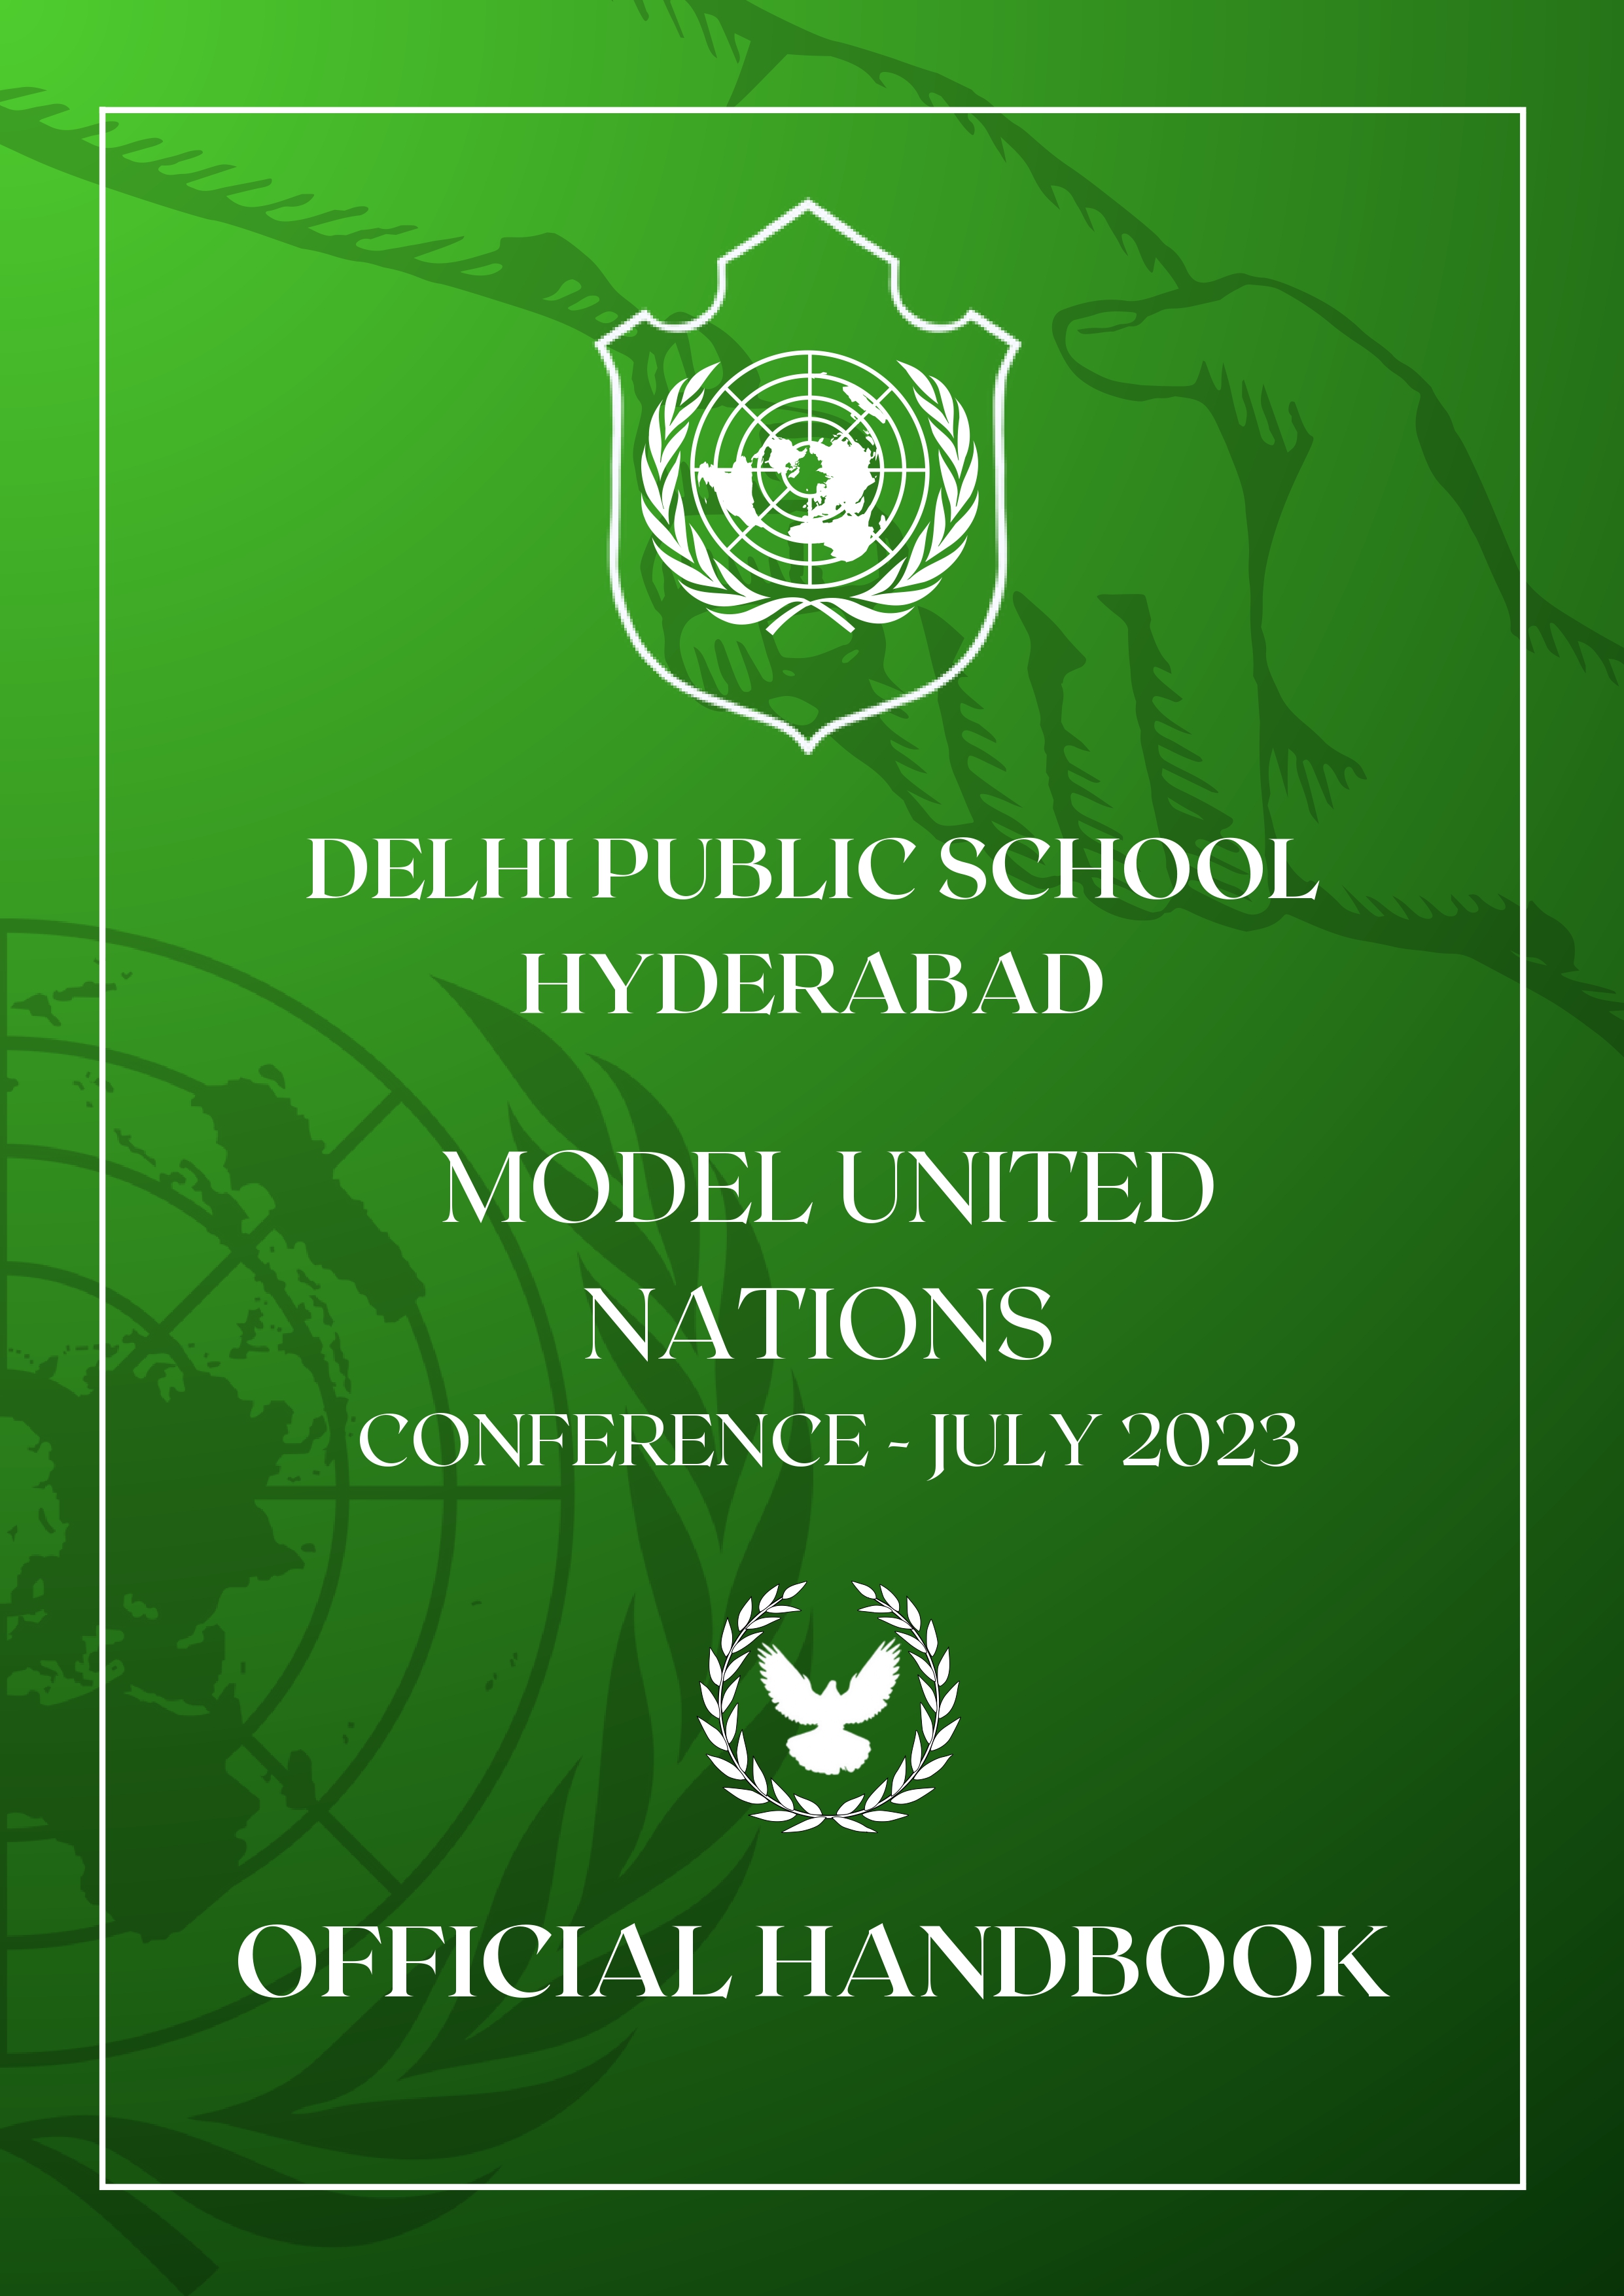 DELHI PUBLIC SCHOOL
HYDERABAD
MODEL UNITED
NATIONS
CONFERENCE - JULY 2023
OFFICIAL HANDBOOK